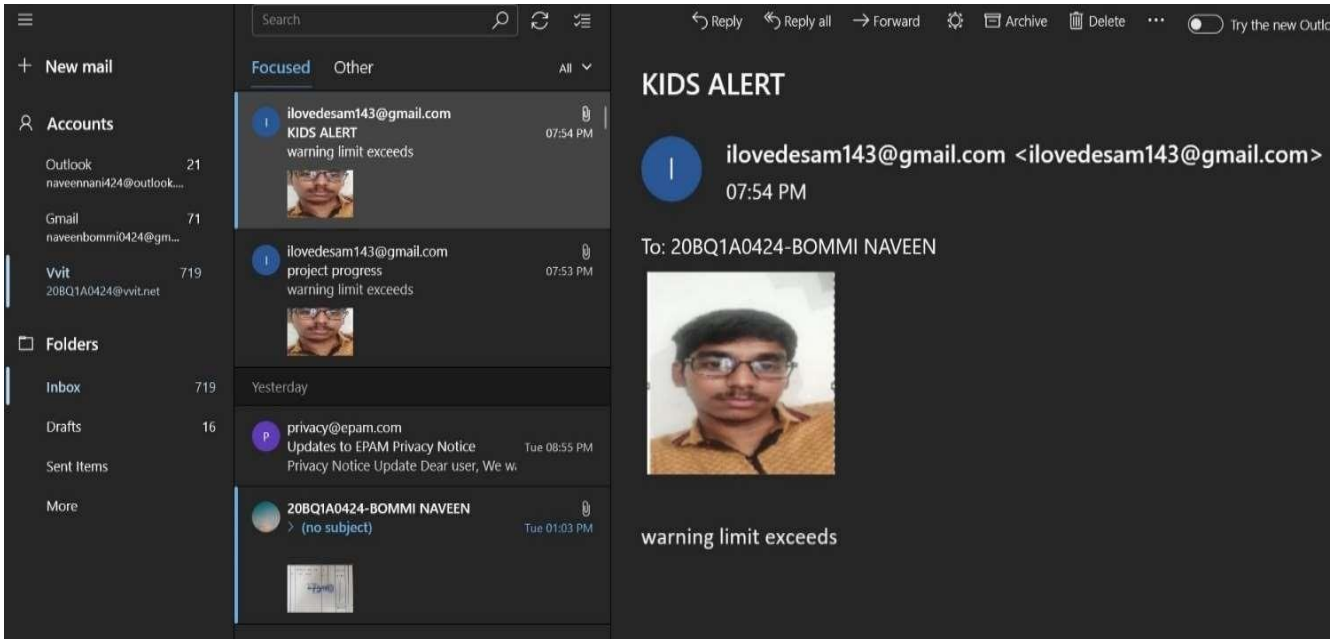 Search
Reply
Reply all
Forward
Archive
Delete
Try the new Outlo
+ New mail
Focused
Other
All
Accounts
Outlook 21
naveennani424@outlook....
Gmail 71
naveenbommi0424@gm...
Vvit 719
20BQ1A0424@vvit.net
Folders
Inbox 719
Drafts 16
Sent Items
More
I
ilovedesam143@gmail.com
KIDS ALERT 07:54 PM
warning limit exceeds
I
ilovedesam143@gmail.com
project progress 07:53 PM
warning limit exceeds
Yesterday
P
privacy@epam.com
Updates to EPAM Privacy Notice Tue 08:55 PM
Privacy Notice Update Dear user, We wa
20BQ1A0424-BOMMI NAVEEN
> (no subject) Tue 01:03 PM
KIDS ALERT
I
ilovedesam143@gmail.com <ilovedesam143@gmail.com>
07:54 PM
To: 20BQ1A0424-BOMMI NAVEEN
warning limit exceeds